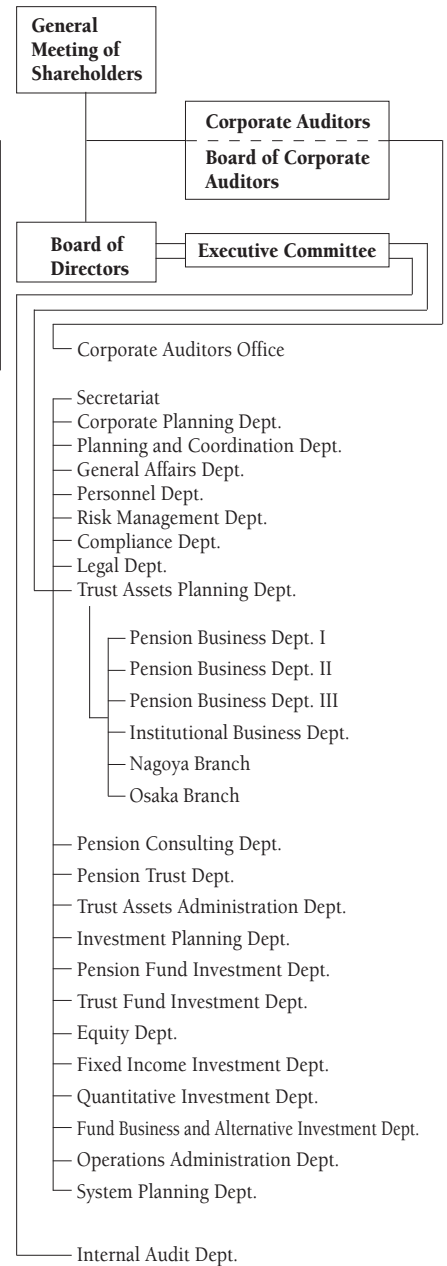 General
Meeting of
Shareholders
Corporate Auditors
Board of Corporate
Auditors
Board of
Directors
Executive Committee
Corporate Auditors Office
Secretariat
Corporate Planning Dept.
Planning and Coordination Dept.
General Affairs Dept.
Personnel Dept.
Risk Management Dept.
Compliance Dept.
Legal Dept.
Trust Assets Planning Dept.
Pension Business Dept. I
Pension Business Dept. II
Pension Business Dept. III
Institutional Business Dept.
Nagoya Branch
Osaka Branch
Pension Consulting Dept.
Pension Trust Dept.
Trust Assets Administration Dept.
Investment Planning Dept.
Pension Fund Investment Dept.
Trust Fund Investment Dept.
Equity Dept.
Fixed Income Investment Dept.
Quantitative Investment Dept.
Fund Business and Alternative Investment Dept.
Operations Administration Dept.
System Planning Dept.
Internal Audit Dept.